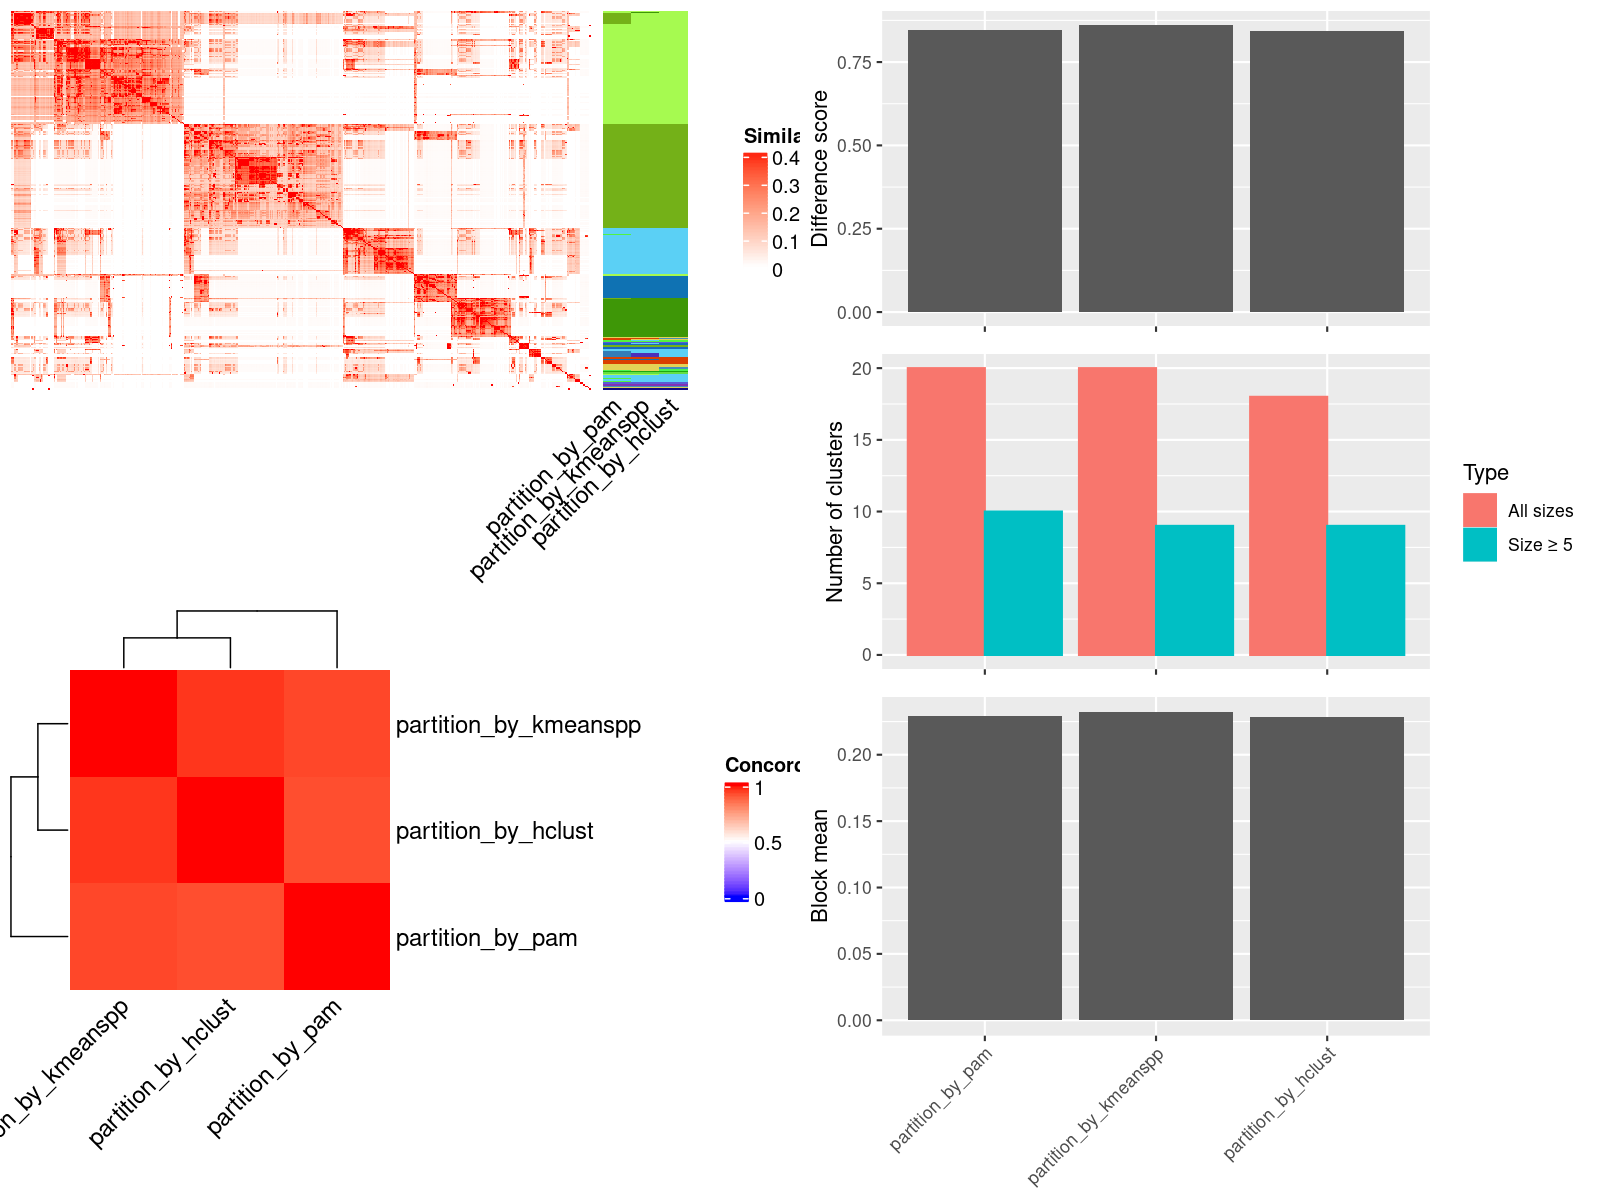 Simila
0.4
0.3
0.2
0.1
0
partition_by_pam
partition_by_kmeanspp
partition_by_hclust
partition_by_kmeanspp
partition_by_hclust
partition_by_pam
Concord
1
0.5
0
on_by_kmeanspp
partition_by_hclust
partition_by_pam
Difference score
0.75
0.50
0.25
0.00
Number of clusters
20
15
10
5
0
Type
All sizes
Size ≥ 5
Block mean
0.20
0.15
0.10
0.05
0.00
partition_by_pam
partition_by_kmeanspp
partition_by_hclust